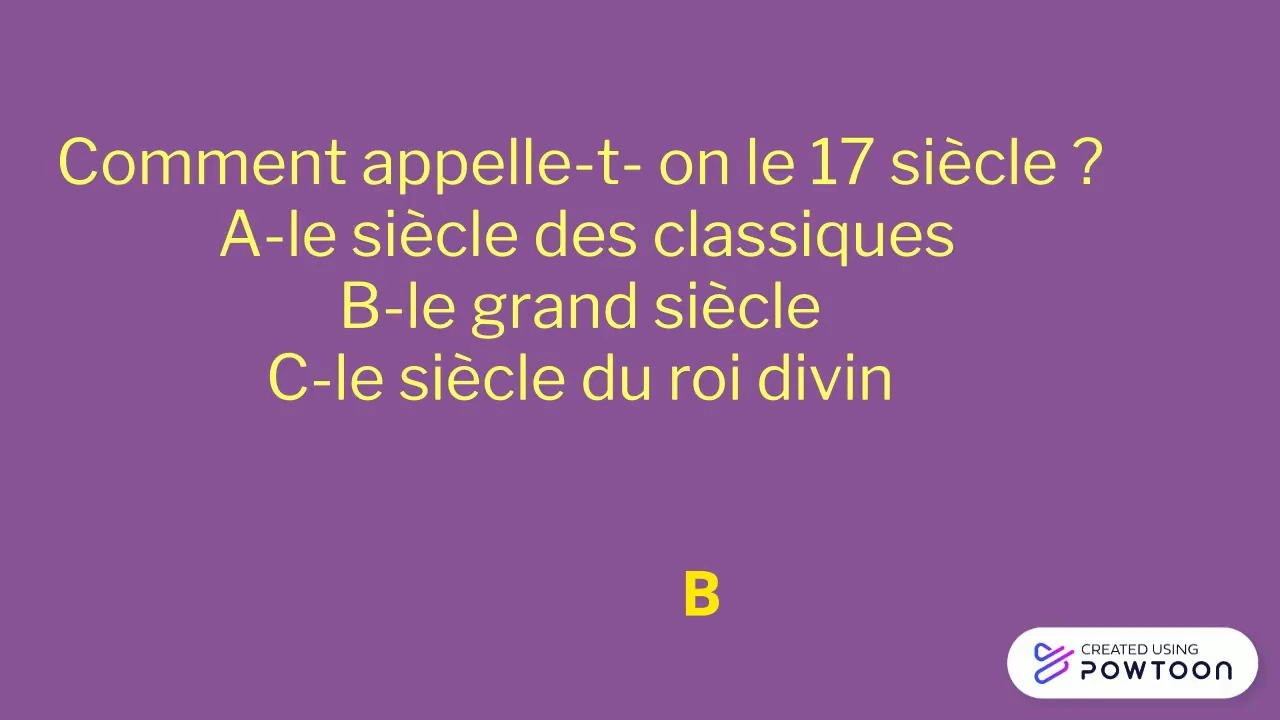 Comment appelle-t- on le 17 siècle ?
A-le siècle des classiques
B-le grand siècle
C-le siècle du roi divin
B
CREATED USING
POWTOON